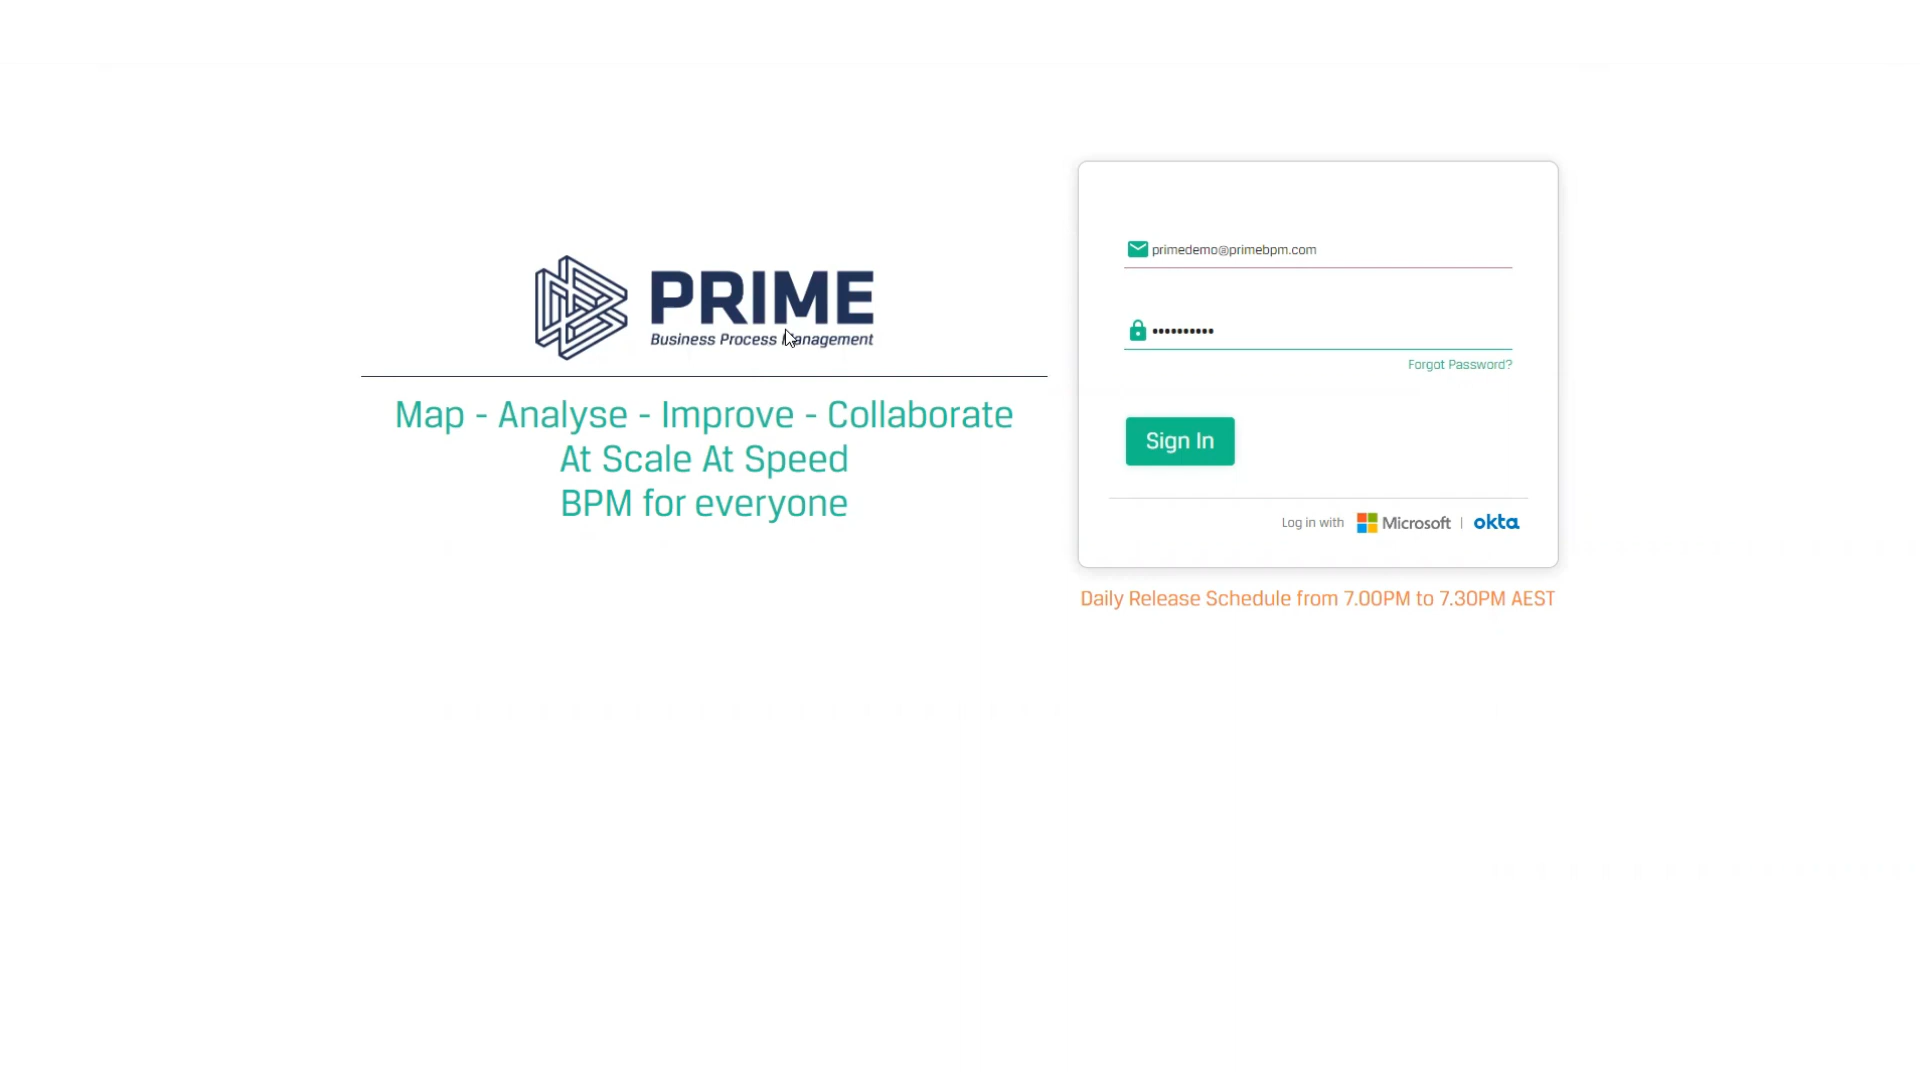 PRIME
Business Process Management
Map - Analyse - Improve - Collaborate
At Scale At Speed
BPM for everyone
primedemo@primebpm.com
••••••••••
Forgot Password?
Sign In
Log in with Microsoft | okta
Daily Release Schedule from 7.00PM to 7.30PM AEST